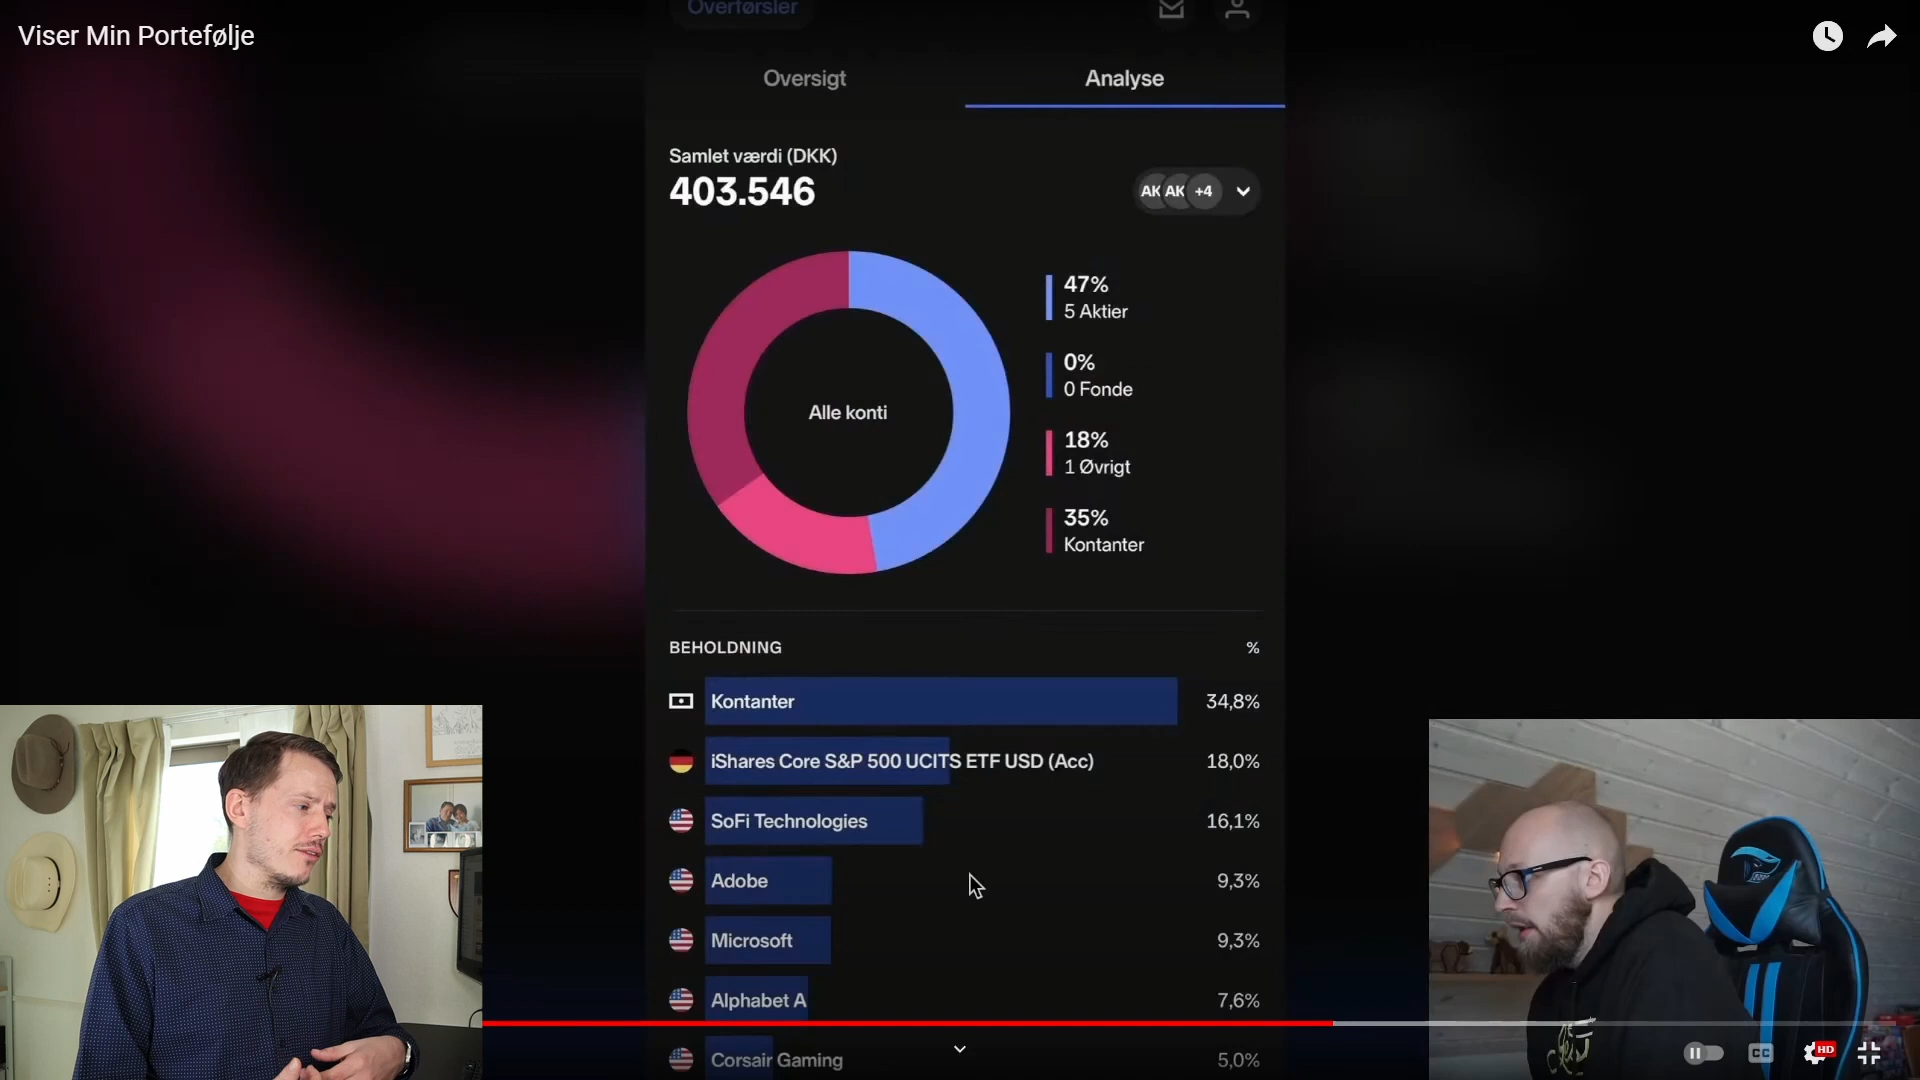 Overførsler
Viser Min Portefølje
Oversigt
Analyse
Samlet værdi (DKK)
403.546
AK AK +4
47%
5 Aktier
0%
0 Fonde
Alle konti
18%
1 Øvrigt
35%
Kontanter
BEHOLDNING %
Kontanter 34,8%
iShares Core S&P 500 UCITS ETF USD (Acc) 18,0%
SoFi Technologies 16,1%
Adobe 9,3%
Microsoft 9,3%
Alphabet A 7,6%
Corsair Gaming 5,0%
CC
HD